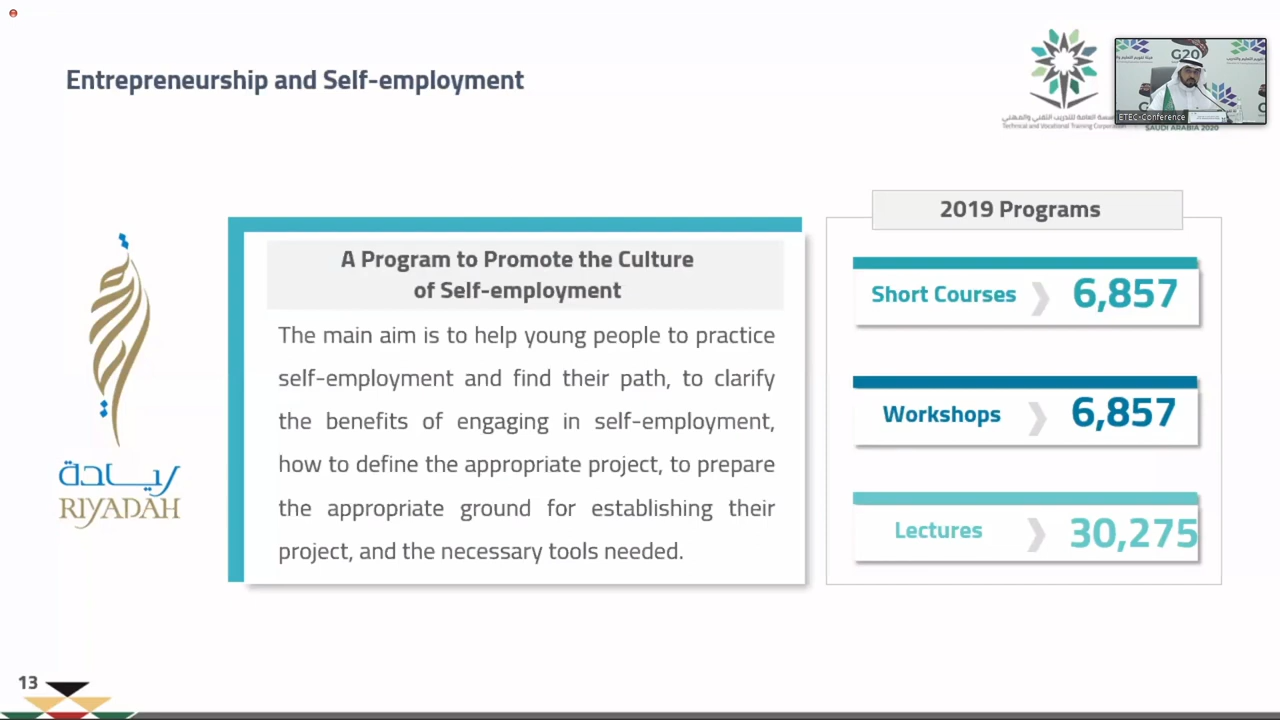 Entrepreneurship and Self-employment
G20
ETEC-Conference
Technical and Vocational Training Corporation
SAUDI ARABIA 2020
ريادة
RIYADAH
A Program to Promote the Culture
of Self-employment
The main aim is to help young people to practice
self-employment and find their path, to clarify
the benefits of engaging in self-employment,
how to define the appropriate project, to prepare
the appropriate ground for establishing their
project, and the necessary tools needed.
2019 Programs
Short Courses 6,857
Workshops 6,857
Lectures 30,275
13